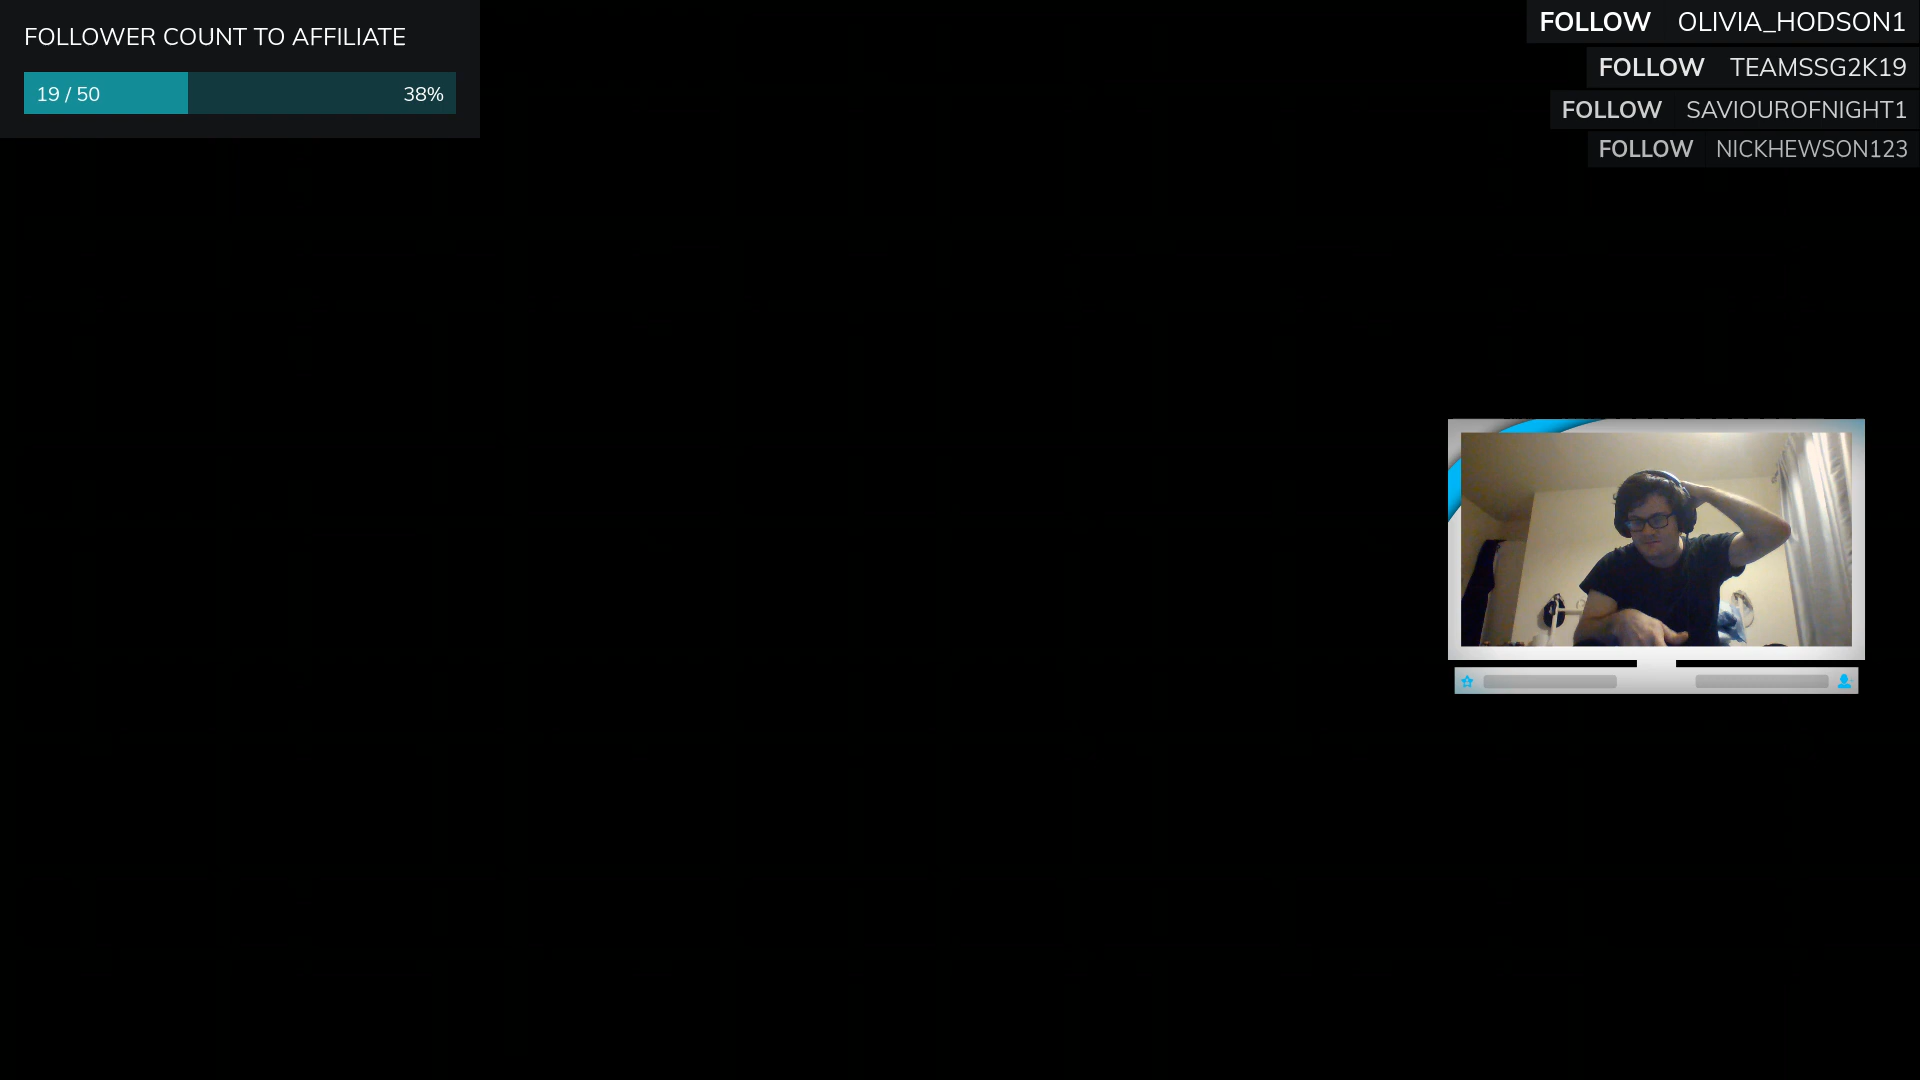 FOLLOWER COUNT TO AFFILIATE
19 / 50 38%
FOLLOW OLIVIA_HODSON1
FOLLOW TEAMSSG2K19
FOLLOW SAVIOUROFNIGHT1
FOLLOW NICKHEWSON123